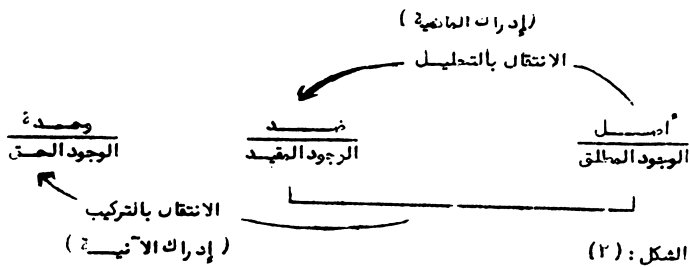 (إدراك الماهية)
الانتقال بالتحليل
أصل
الوجود المطلق
ضد
الوجود المقيد
وحدة
الوجود الحق
الانتقال بالتركيب
(إدراك الآنية)
الشكل: (٢)